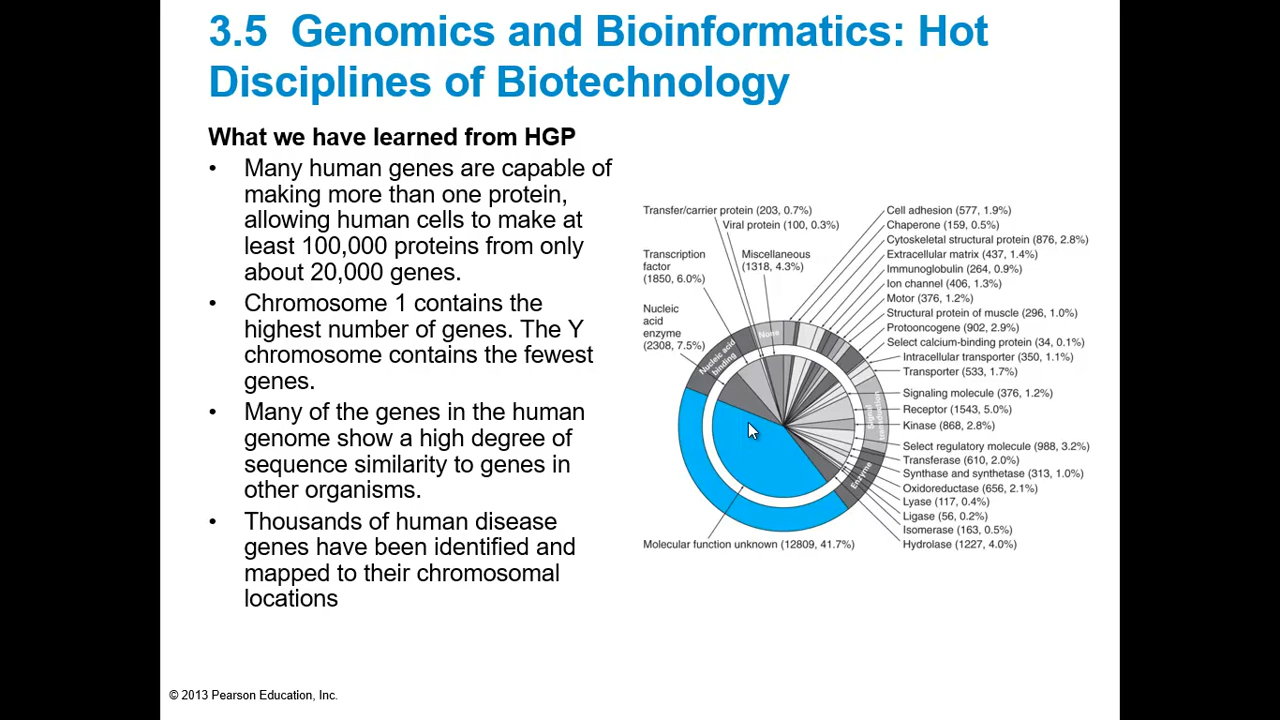 3.5 Genomics and Bioinformatics: Hot
Disciplines of Biotechnology
What we have learned from HGP
• Many human genes are capable of
making more than one protein,
allowing human cells to make at
least 100,000 proteins from only
about 20,000 genes.
• Chromosome 1 contains the
highest number of genes. The Y
chromosome contains the fewest
genes.
• Many of the genes in the human
genome show a high degree of
sequence similarity to genes in
other organisms.
• Thousands of human disease
genes have been identified and
mapped to their chromosomal
locations
Transfer/carrier protein (203, 0.7%)
Viral protein (100, 0.3%)
Transcription
factor
(1850, 6.0%)
Miscellaneous
(1318, 4.3%)
Nucleic
acid
enzyme
(2308, 7.5%)
Cell adhesion (577, 1.9%)
Chaperone (159, 0.5%)
Cytoskeletal structural protein (876, 2.8%)
Extracellular matrix (437, 1.4%)
Immunoglobulin (264, 0.9%)
Ion channel (406, 1.3%)
Motor (376, 1.2%)
Structural protein of muscle (296, 1.0%)
Protooncogene (902, 2.9%)
Select calcium-binding protein (34, 0.1%)
Intracellular transporter (350, 1.1%)
Transporter (533, 1.7%)
Signaling molecule (376, 1.2%)
Receptor (1543, 5.0%)
Kinase (868, 2.8%)
Select regulatory molecule (988, 3.2%)
Transferase (610, 2.0%)
Synthase and synthetase (313, 1.0%)
Oxidoreductase (656, 2.1%)
Lyase (117, 0.4%)
Ligase (56, 0.2%)
Isomerase (163, 0.5%)
Hydrolase (1227, 4.0%)
Molecular function unknown (12809, 41.7%)
None
Nucleic acid
binding
Signal
transduction
Enzyme
© 2013 Pearson Education, Inc.